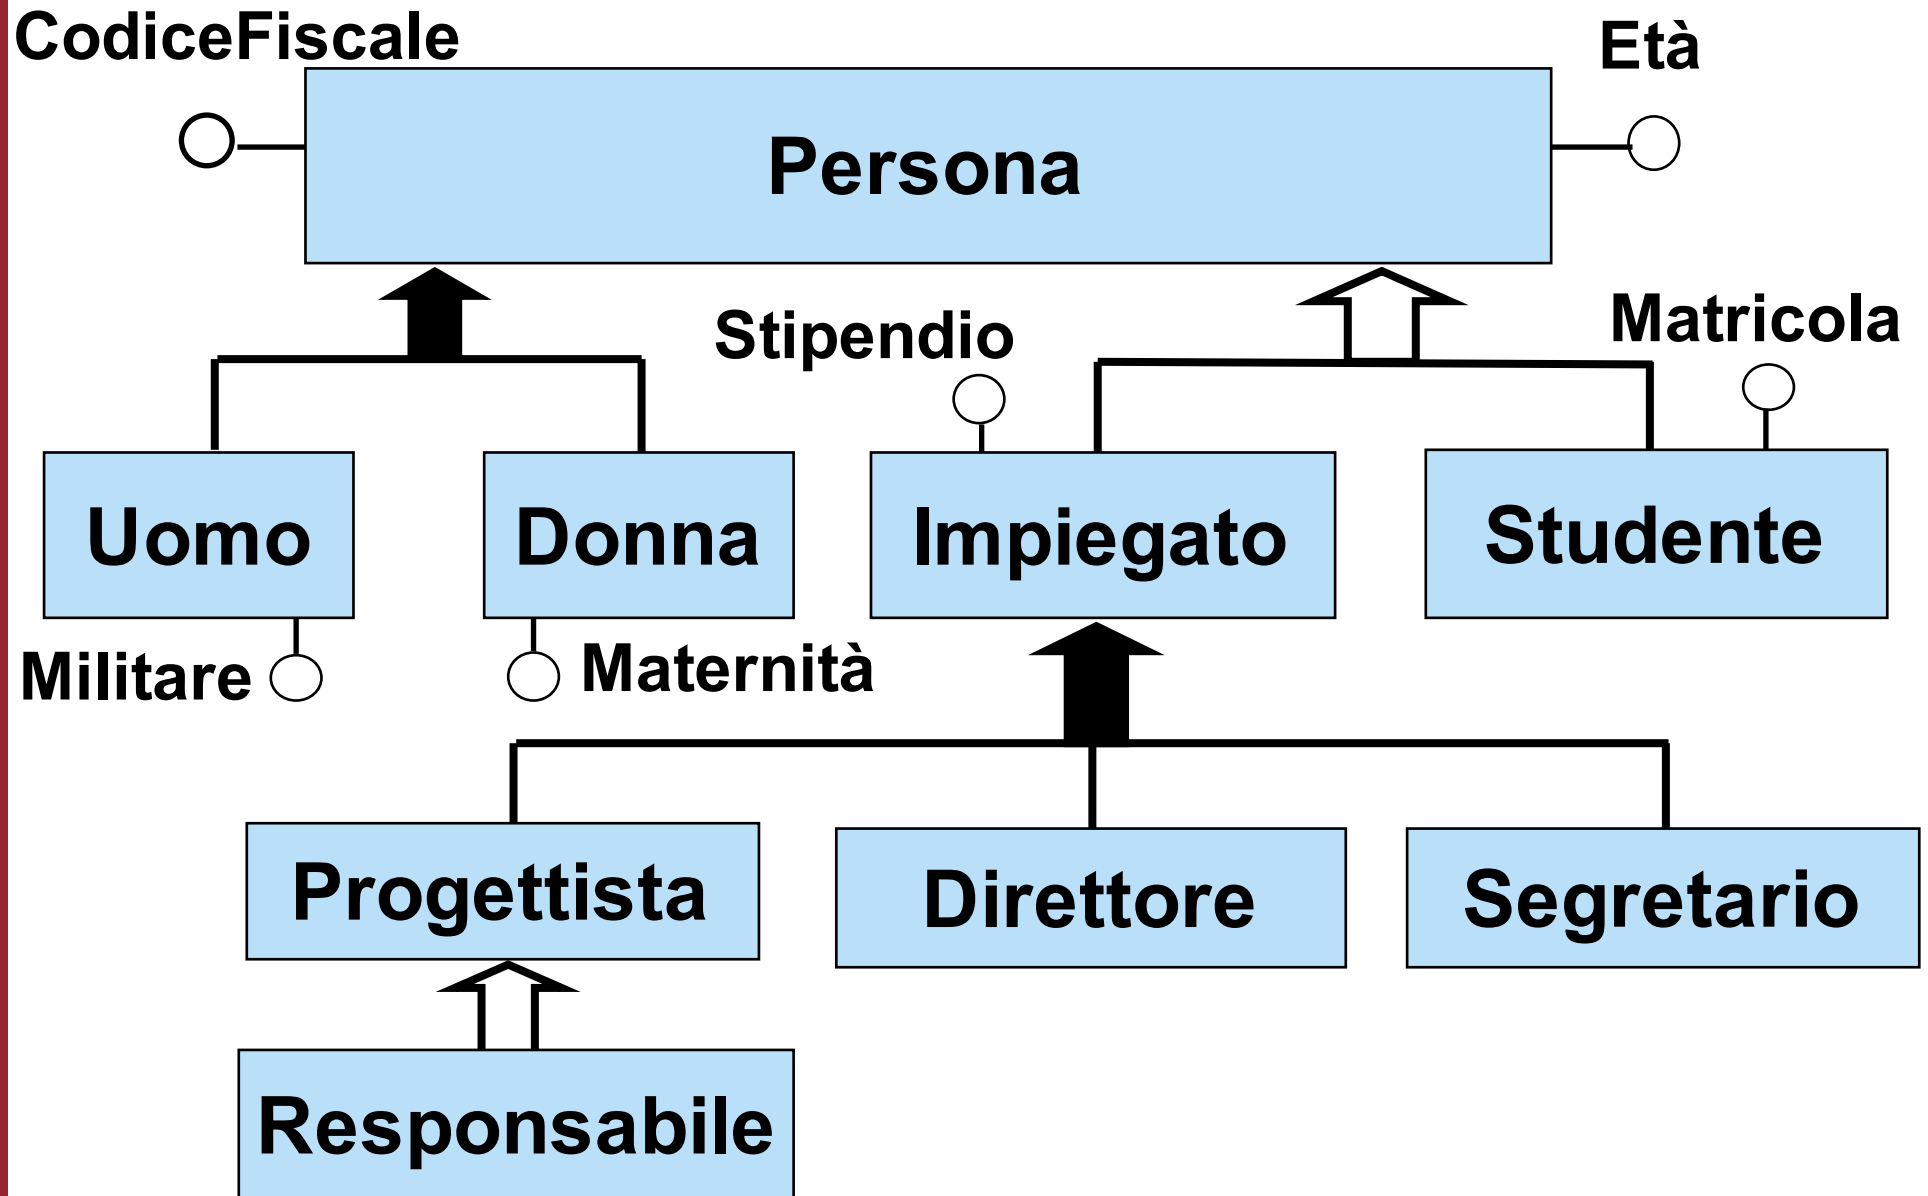 CodiceFiscale
Età
Persona
Stipendio
Matricola
Uomo
Donna
Impiegato
Studente
Militare
Maternità
Progettista
Direttore
Segretario
Responsabile